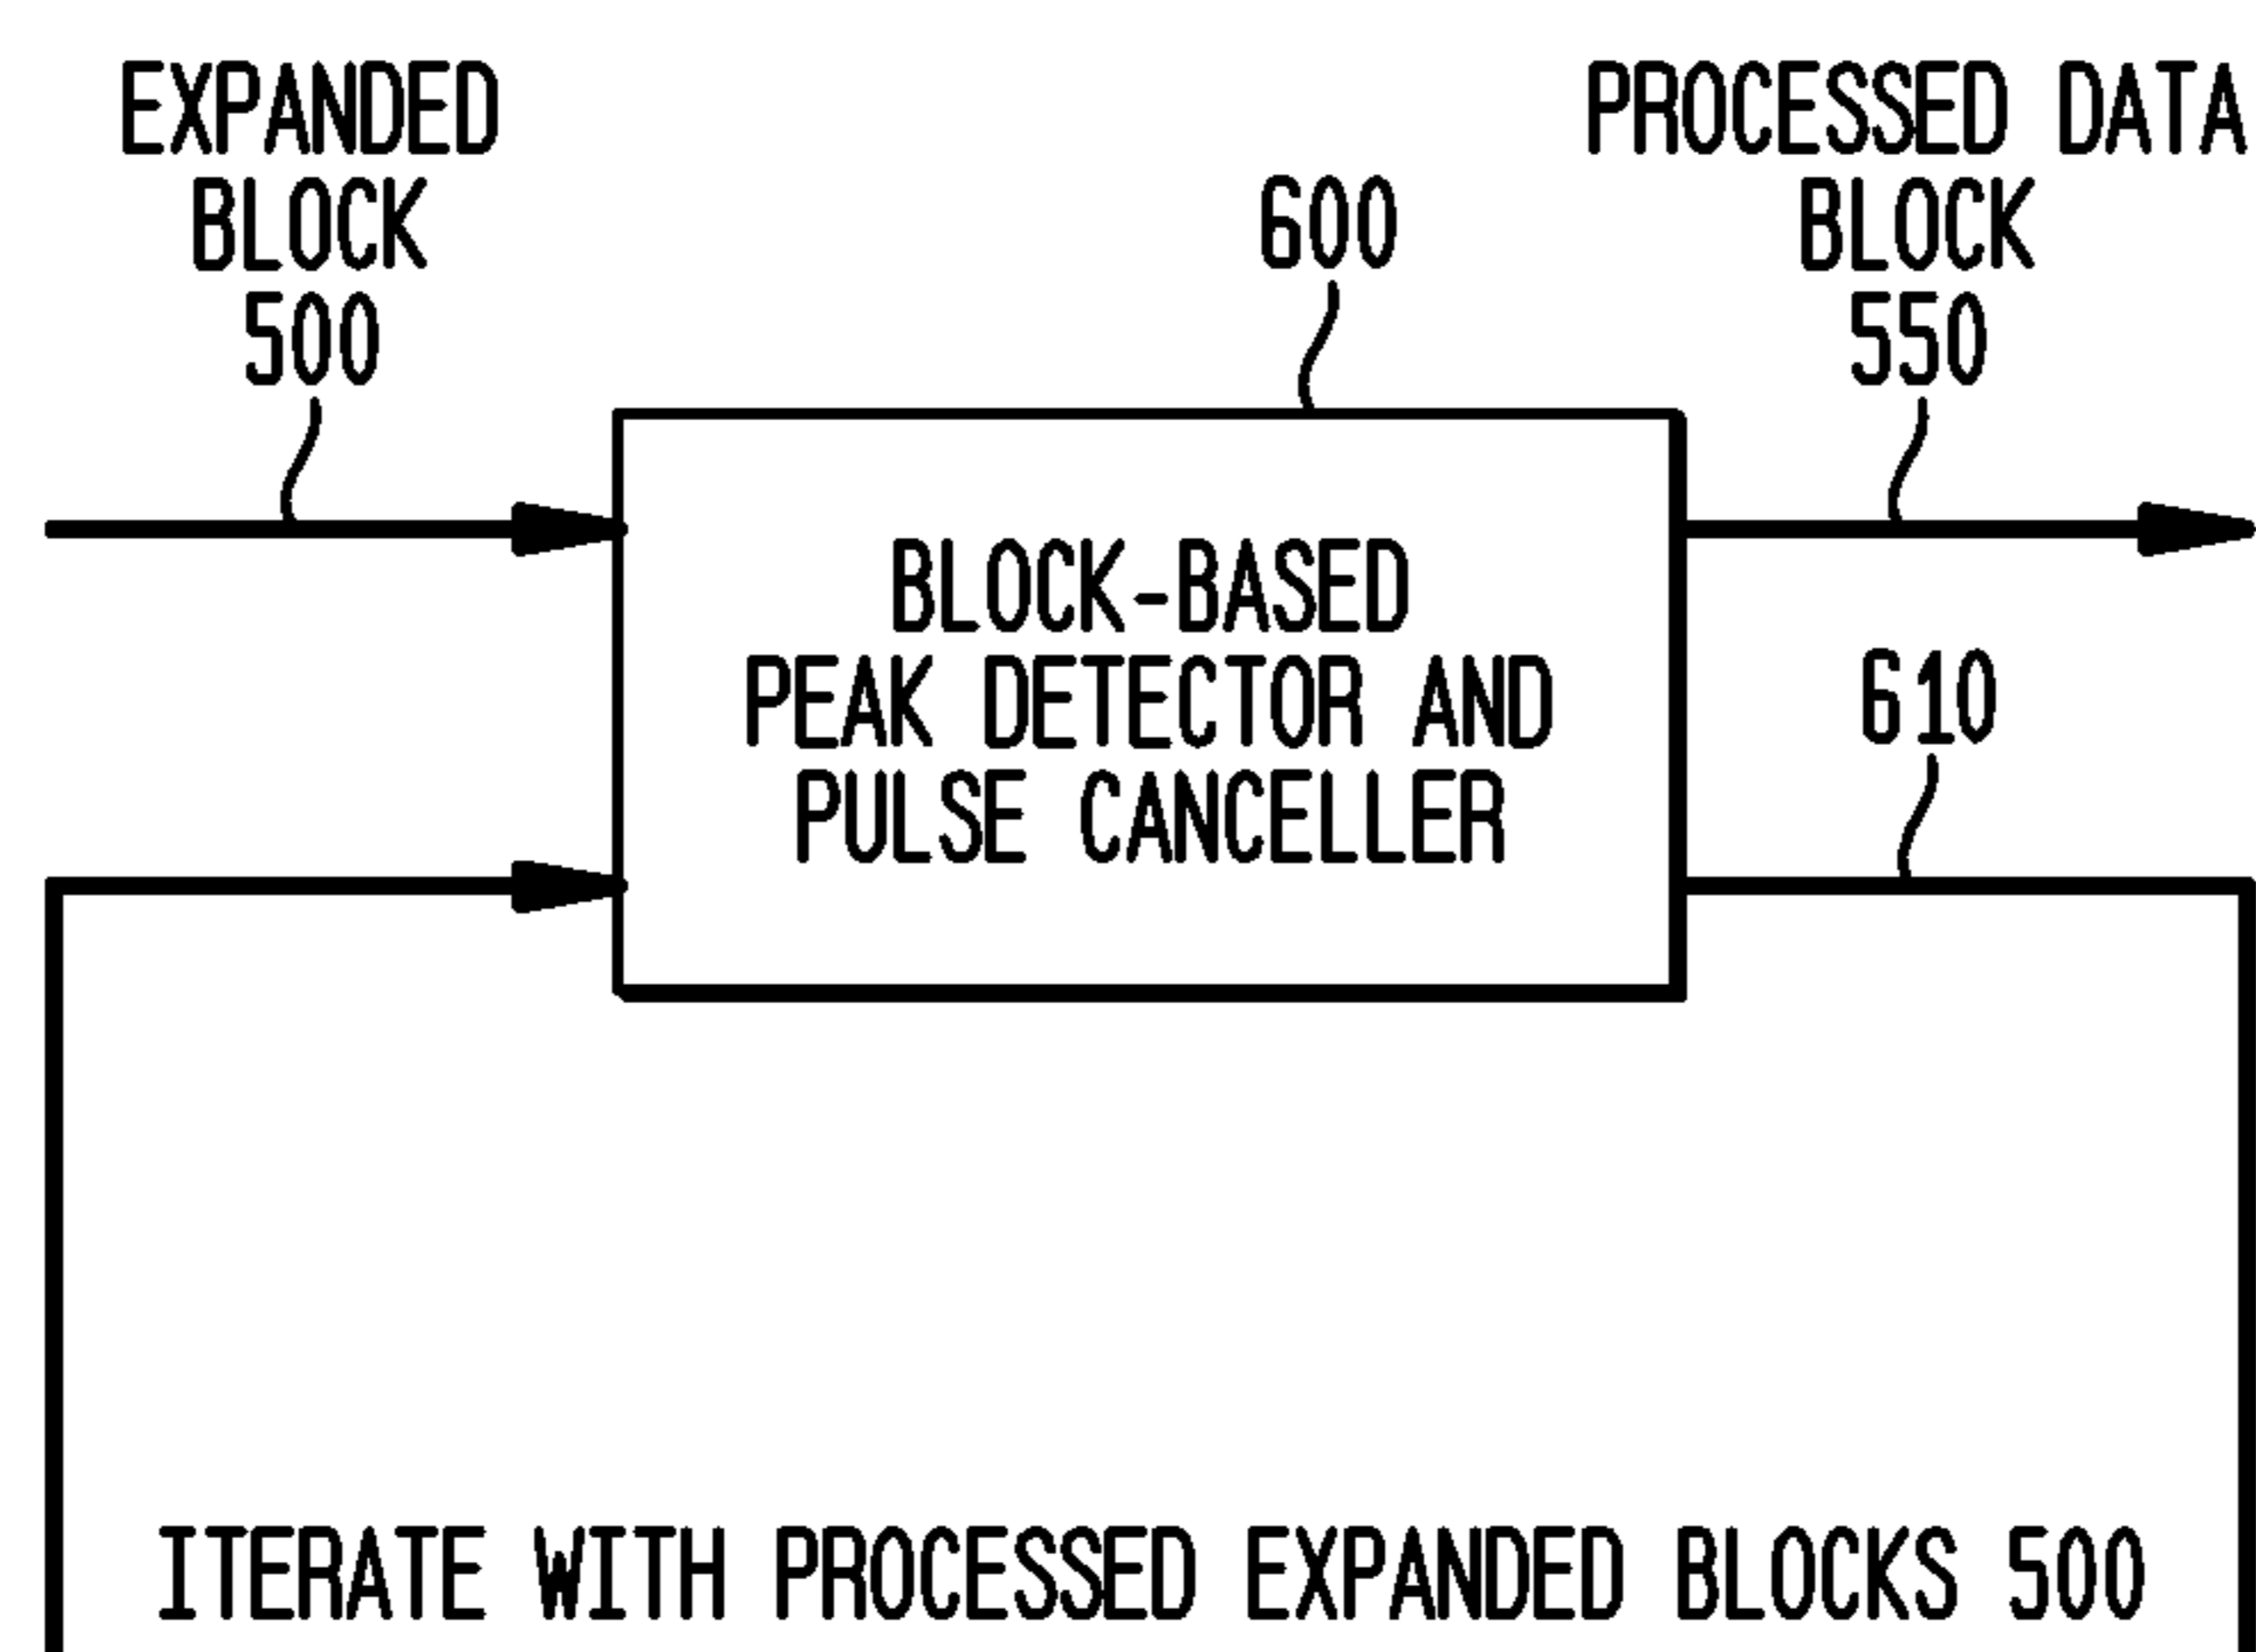 EXPANDED
BLOCK
500
600
PROCESSED DATA
BLOCK
550
BLOCK-BASED
PEAK DETECTOR AND
PULSE CANCELLER
610
ITERATE WITH PROCESSED EXPANDED BLOCKS 500